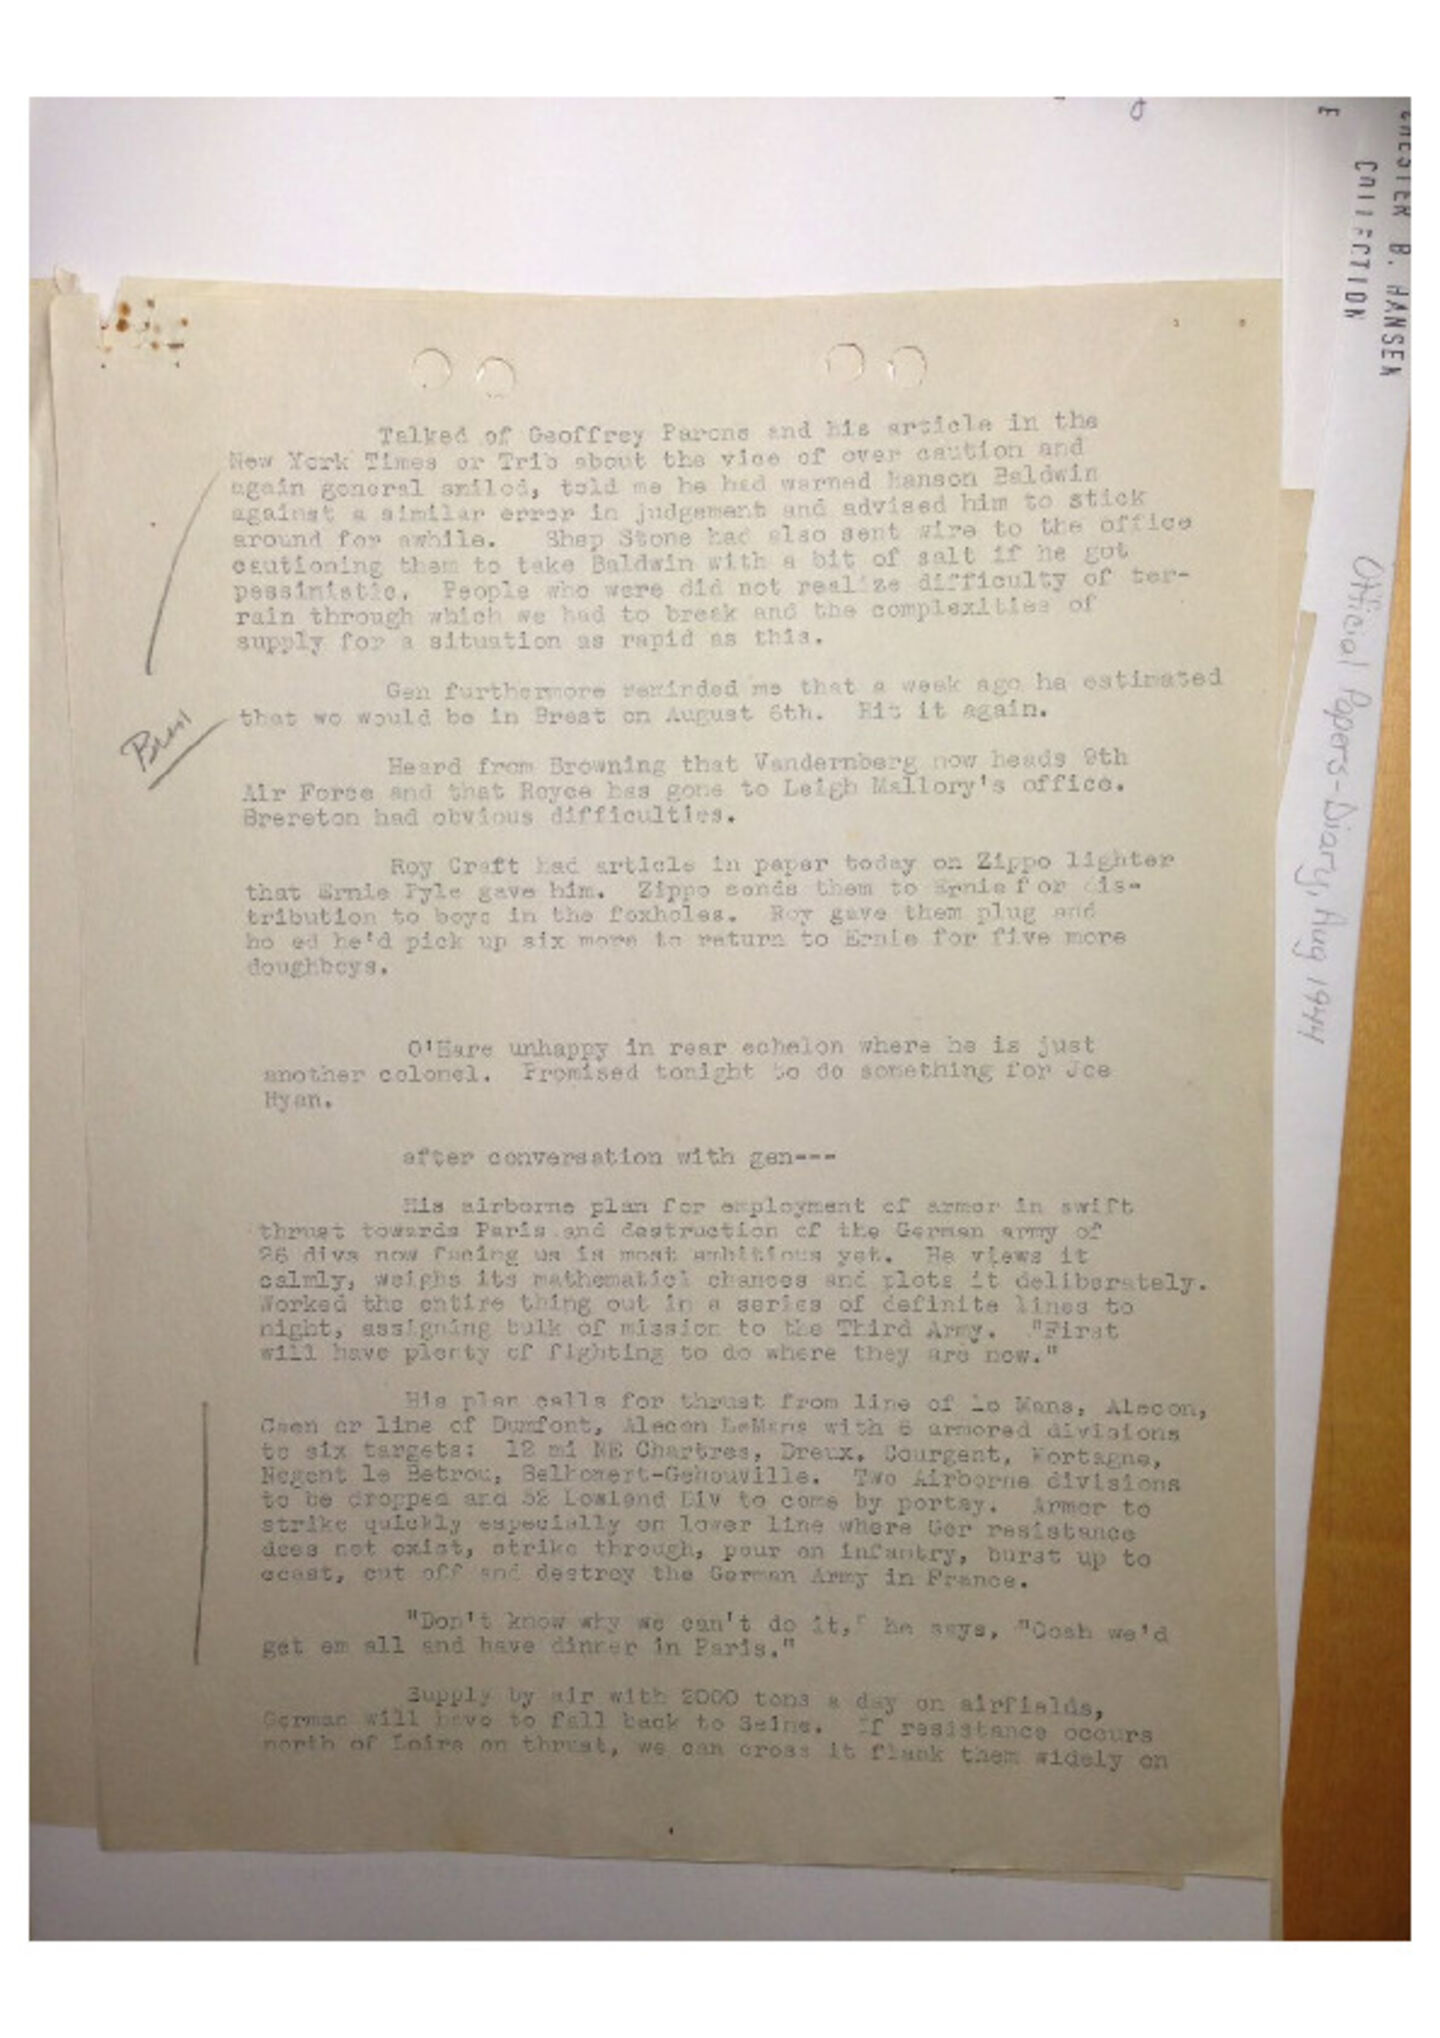 CHESTER B. HANSEN
COLLECTION
Official Papers - Diary, Aug 1944
Talked of Geoffrey Parons and his article in the
New York Times or Trib about the vice of over caution and
again general smiled, told me he had warned Hanson Baldwin
against a similar error in judgement and advised him to stick
around for awhile. Shep Stone had also sent wire to the office
cautioning them to take Baldwin with a bit of salt if he got
pessimistic. People who were did not realize difficulty of ter-
rain through which we had to break and the complexities of
supply for a situation as rapid as this.
Gen furthermore reminded me that a week ago he estimated
that we would be in Brest on August 6th. Hit it again.
Brest
Heard from Browning that Vandernberg now heads 9th
Air Force and that Royce has gone to Leigh Mallory's office.
Brereton had obvious difficulties.
Roy Craft had article in paper today on Zippo lighter
that Ernie Pyle gave him. Zippo sends them to Ernie for dis-
tribution to boys in the foxholes. Roy gave them plug and
ho ed he'd pick up six more to return to Ernie for five more
doughboys.
O'Hare unhappy in rear echelon where he is just
another colonel. Promised tonight to do something for Joe
Ryan.
after conversation with gen---
His airborne plan for employment of armor in swift
thrust towards Paris and destruction of the German army of
26 divs now facing us is most ambitious yet. He views it
calmly, weighs its mathematicl chances and plots it deliberately.
Worked the entire thing out in a series of definite lines to
night, assigning bulk of mission to the Third Army. "First
will have plenty of fighting to do where they are now."
His plan calls for thrust from line of Le Mans, Alecon,
Caen or line of Dumfont, Alecon LeMans with 6 armored divisions
to six targets: 12 mi NE Chartres, Dreux, Courgent, Mortagne,
Nogent le Betrou, Belhomert-Gehouville. Two Airborne divisions
to be dropped and 52 Lowland Div to come by portay. Armor to
strike quickly especially on lower line where Ger resistance
does not exist, strike through, pour on infantry, burst up to
coast, cut off and destroy the German Army in France.
"Don't know why we can't do it," he says, "Gosh we'd
get em all and have dinner in Paris."
Supply by air with 2000 tons a day on airfields,
German will have to fall back to Seine. If resistance occurs
north of Loire on thrust, we can cross it flank them widely on